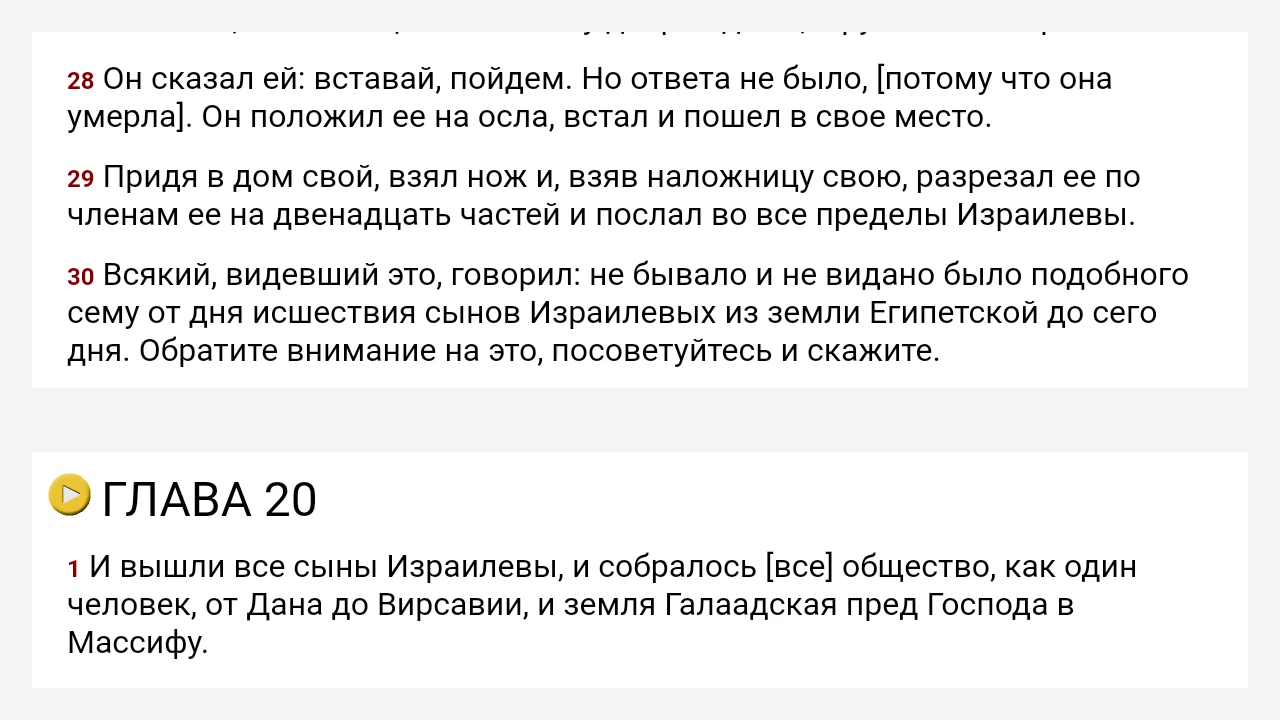 28 Он сказал ей: вставай, пойдем. Но ответа не было, [потому что она
умерла]. Он положил ее на осла, встал и пошел в свое место.
29 Придя в дом свой, взял нож и, взяв наложницу свою, разрезал ее по
членам ее на двенадцать частей и послал во все пределы Израилевы.
30 Всякий, видевший это, говорил: не бывало и не видано было подобного
сему от дня исшествия сынов Израилевых из земли Египетской до сего
дня. Обратите внимание на это, посоветуйтесь и скажите.
ГЛАВА 20
1 И вышли все сыны Израилевы, и собралось [все] общество, как один
человек, от Дана до Вирсавии, и земля Галаадская пред Господа в
Массифу.